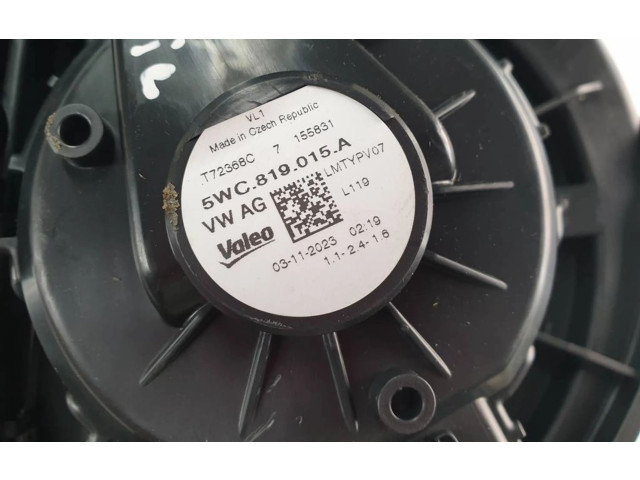 VL1
Made in Czech Republic
T72368C 7 155831
5WC.819.015.A
VW AG
LMTYPV07
L119
Valeo
03-11-2023 02:19
1.1-2.4-1.6